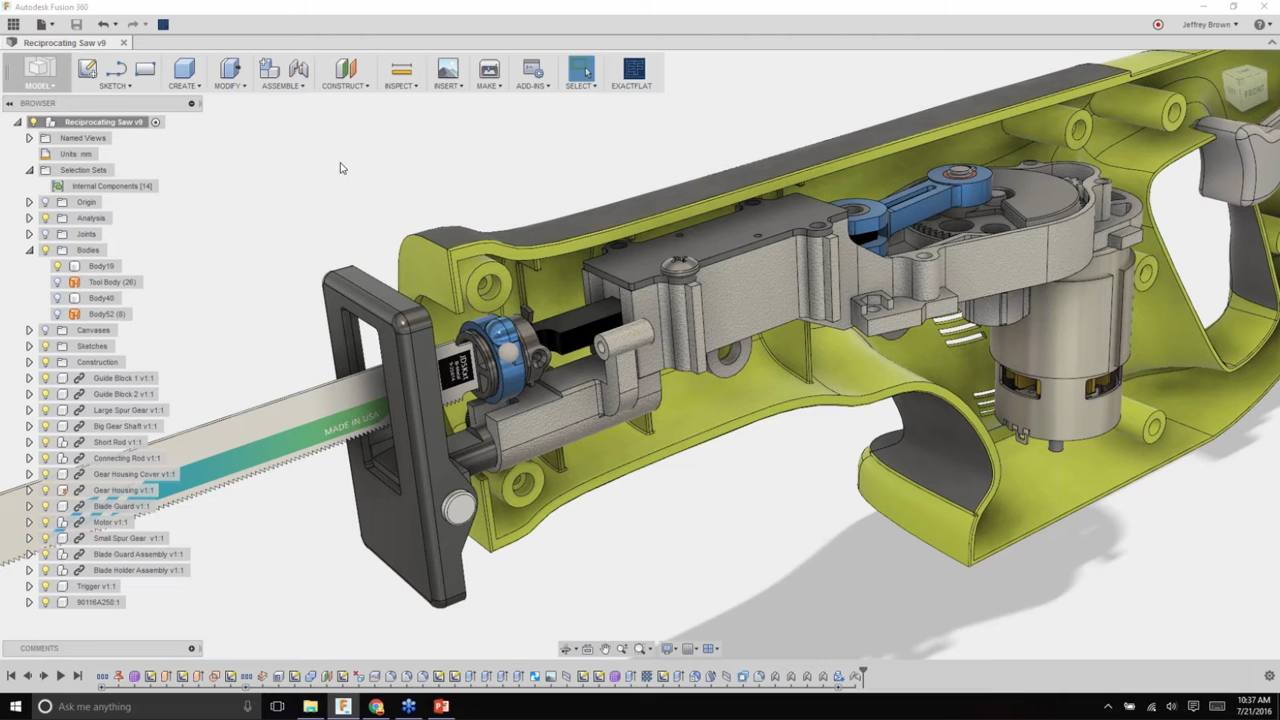 Autodesk Fusion 360
Jeffrey Brown
Reciprocating Saw v9
MODEL
SKETCH
CREATE
MODIFY
ASSEMBLE
CONSTRUCT
INSPECT
INSERT
MAKE
ADD-INS
SELECT
EXACTFLAT
BROWSER
FRONT
Reciprocating Saw v9
Named Views
Units: mm
Selection Sets
Internal Components [14]
Origin
Analysis
Joints
Bodies
Body19
Tool Body (26)
Body40
Body52 (8)
Canvases
Sketches
Construction
Guide Block 1 v1:1
Guide Block 2 v1:1
Large Spur Gear v1:1
Big Gear Shaft v1:1
Short Rod v1:1
Connecting Rod v1:1
Gear Housing Cover v1:1
Gear Housing v1:1
Blade Guard v1:1
Motor v1:1
Small Spur Gear v1:1
Blade Guard Assembly v1:1
Blade Holder Assembly v1:1
Trigger v1:1
90116A250:1
MADE IN USA
COMMENTS
Ask me anything
10:37 AM
7/21/2016